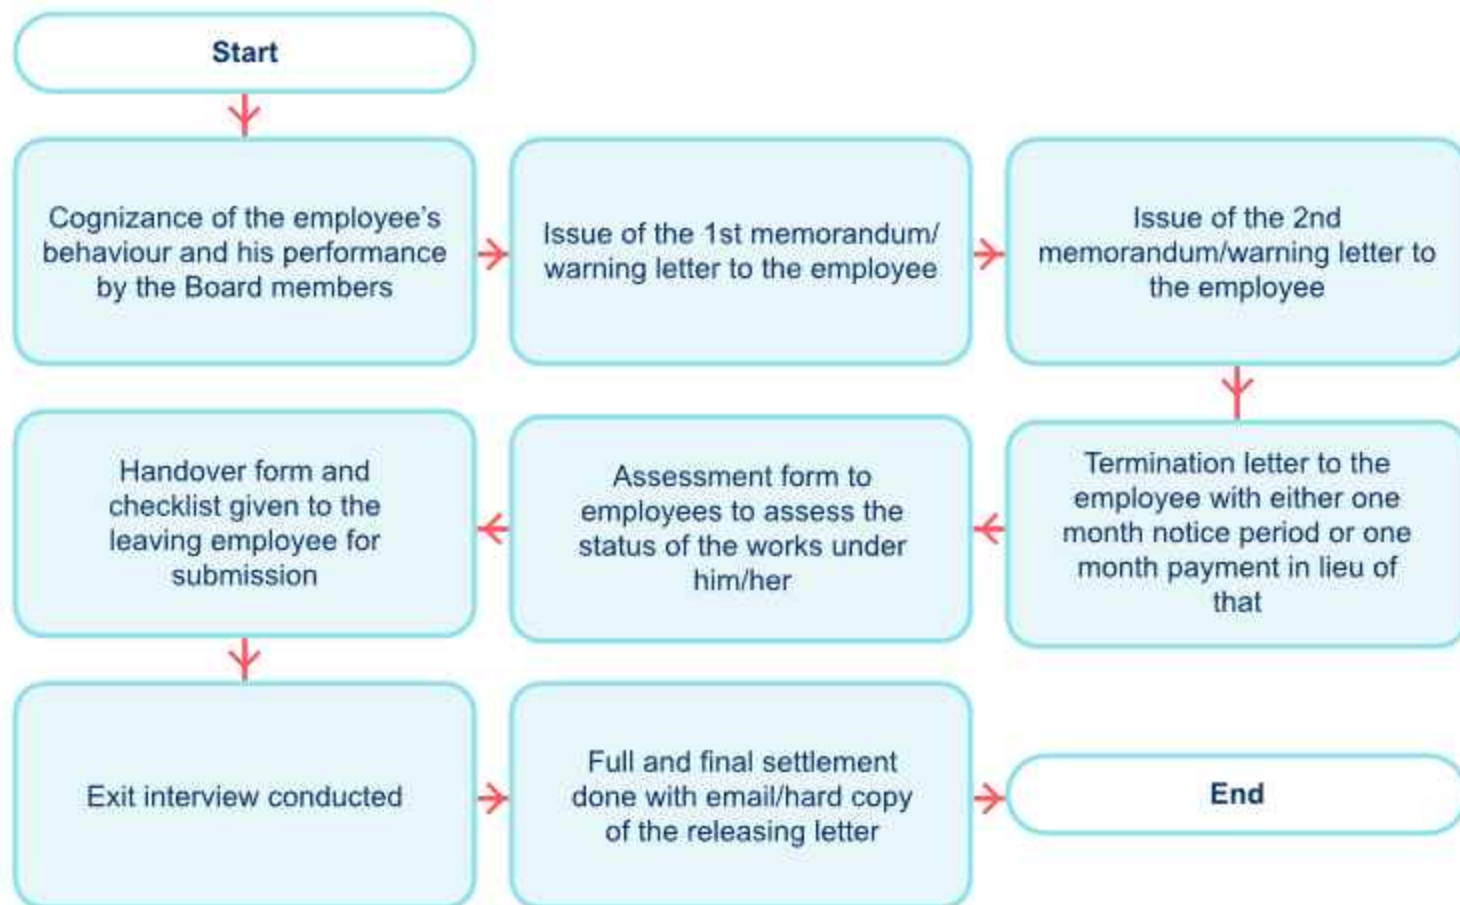 Start
Cognizance of the employee's
behaviour and his performance
by the Board members
Issue of the 1st memorandum/
warning letter to the employee
Issue of the 2nd
memorandum/warning letter to
the employee
Termination letter to the
employee with either one
month notice period or one
month payment in lieu of
that
Assessment form to
employees to assess the
status of the works under
him/her
Handover form and
checklist given to the
leaving employee for
submission
Exit interview conducted
Full and final settlement
done with email/hard copy
of the releasing letter
End